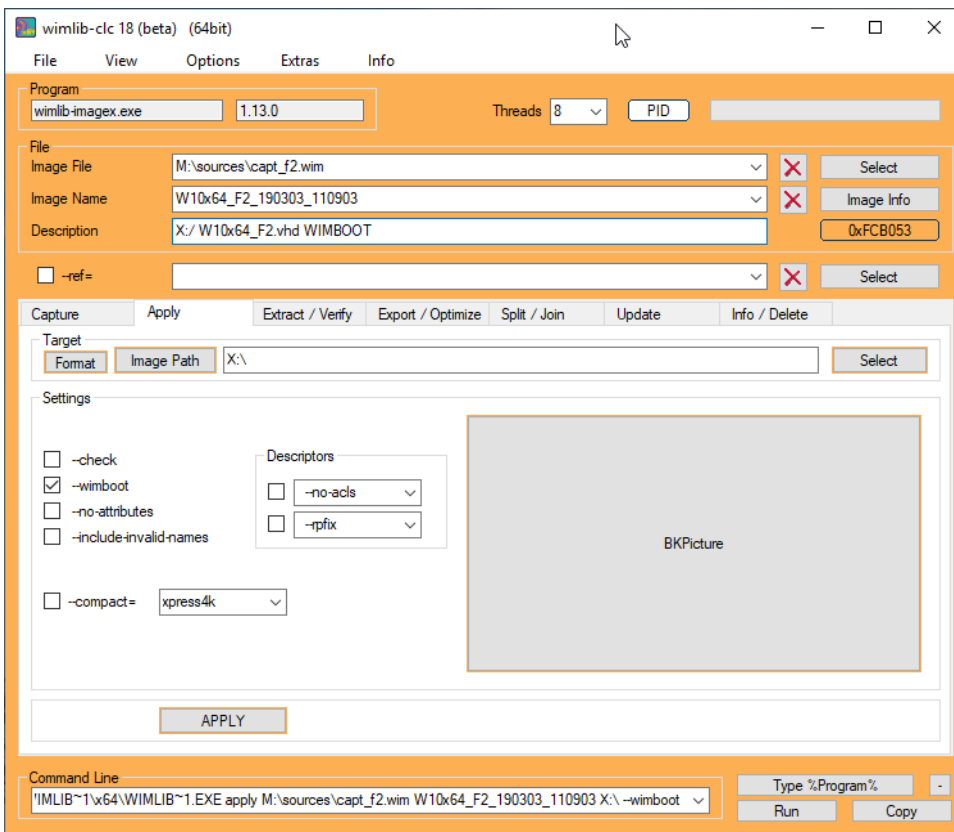 wimlib-clc 18 (beta) (64bit)
File View Options Extras Info
Program
wimlib-imagex.exe 1.13.0 Threads 8 PID
File
Image File M:\sources\capt_f2.wim Select
Image Name W10x64_F2_190303_110903 Image Info
Description X:/ W10x64_F2.vhd WIMBOOT 0xFCB053
--ref= Select
Capture Apply Extract / Verify Export / Optimize Split / Join Update Info / Delete
Target
Format Image Path X:\ Select
Settings
--check
--wimboot
--no-attributes
--include-invalid-names
Descriptors
--no-acls
--rpfix
BKPicture
--compact= xpress4k
APPLY
Command Line
'IMLIB~1\x64\WIMLIB~1.EXE apply M:\sources\capt_f2.wim W10x64_F2_190303_110903 X:\ --wimboot
Type %Program% -
Run Copy